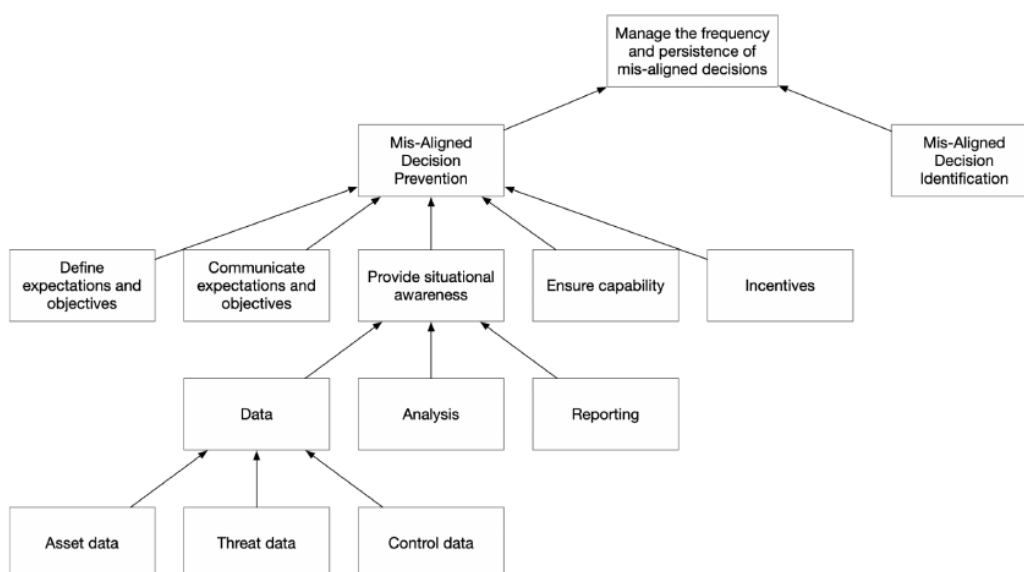 Manage the frequency
and persistence of
mis-aligned decisions
Mis-Aligned
Decision
Prevention
Mis-Aligned
Decision
Identification
Define
expectations and
objectives
Communicate
expectations and
objectives
Provide situational
awareness
Ensure capability
Incentives
Data
Analysis
Reporting
Asset data
Threat data
Control data